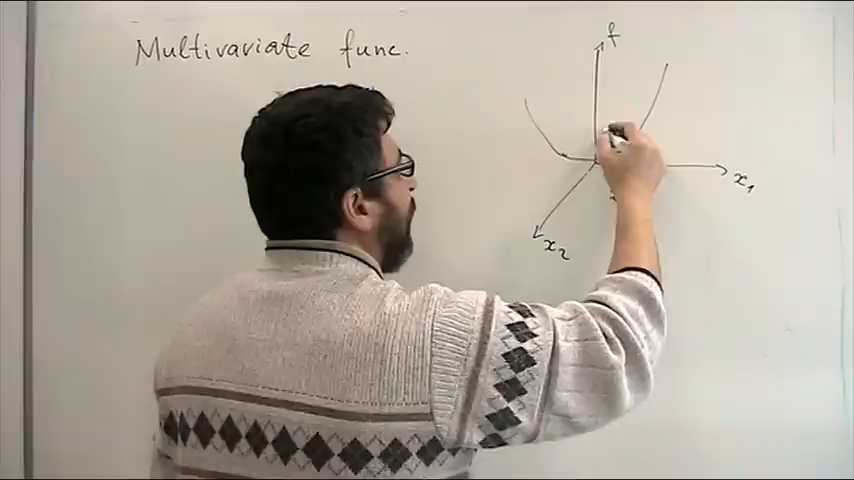 Multivariate func.
f
x₁
x₂